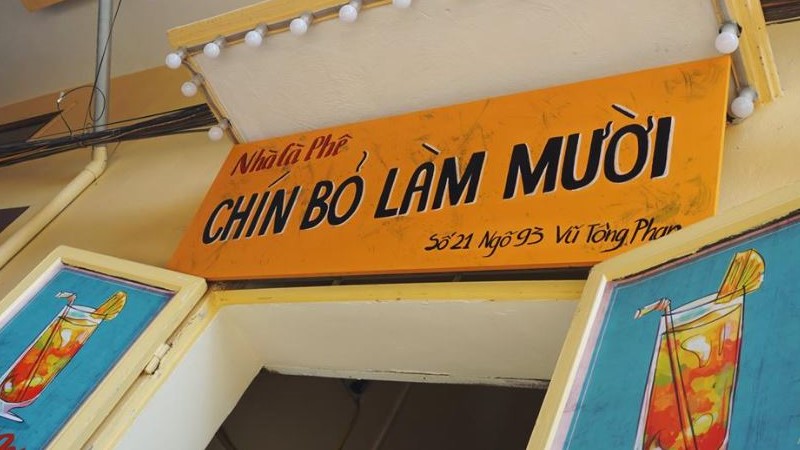 Nhà Cà Phê
CHÍN BỎ LÀM MƯỜI
Số 21 Ngõ 93 Vũ Tông Phan